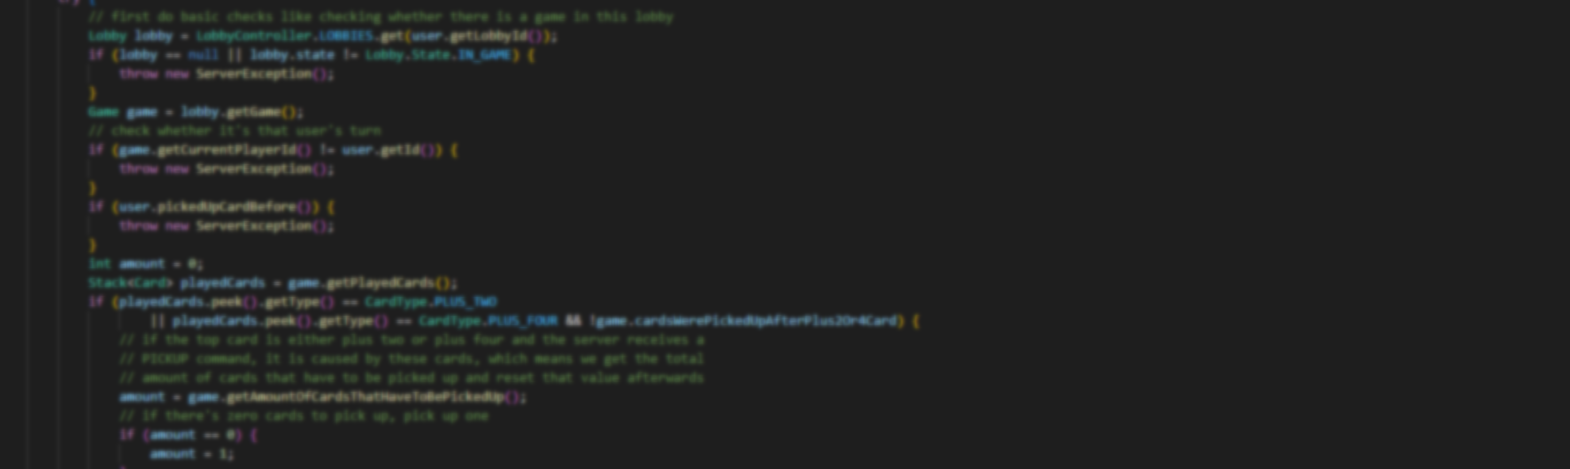 try {
// first do basic checks like checking whether there is a game in this lobby
Lobby lobby = LobbyController.LOBBIES.get(user.getLobbyId());
if (lobby == null || lobby.state != Lobby.State.IN_GAME) {
throw new ServerException();
}
Game game = lobby.getGame();
// check whether it's that user's turn
if (game.getCurrentPlayerId() != user.getId()) {
throw new ServerException();
}
if (user.pickedUpCardBefore()) {
throw new ServerException();
}
int amount = 0;
Stack<Card> playedCards = game.getPlayedCards();
if (playedCards.peek().getType() == CardType.PLUS_TWO
|| playedCards.peek().getType() == CardType.PLUS_FOUR && !game.cardsWerePickedUpAfterPlus2Or4Card) {
// if the top card is either plus two or plus four and the server receives a
// PICKUP command, it is caused by these cards, which means we get the total
// amount of cards that have to be picked up and reset that value afterwards
amount = game.getAmountOfCardsThatHaveToBePickedUp();
// if there's zero cards to pick up, pick up one
if (amount == 0) {
amount = 1;